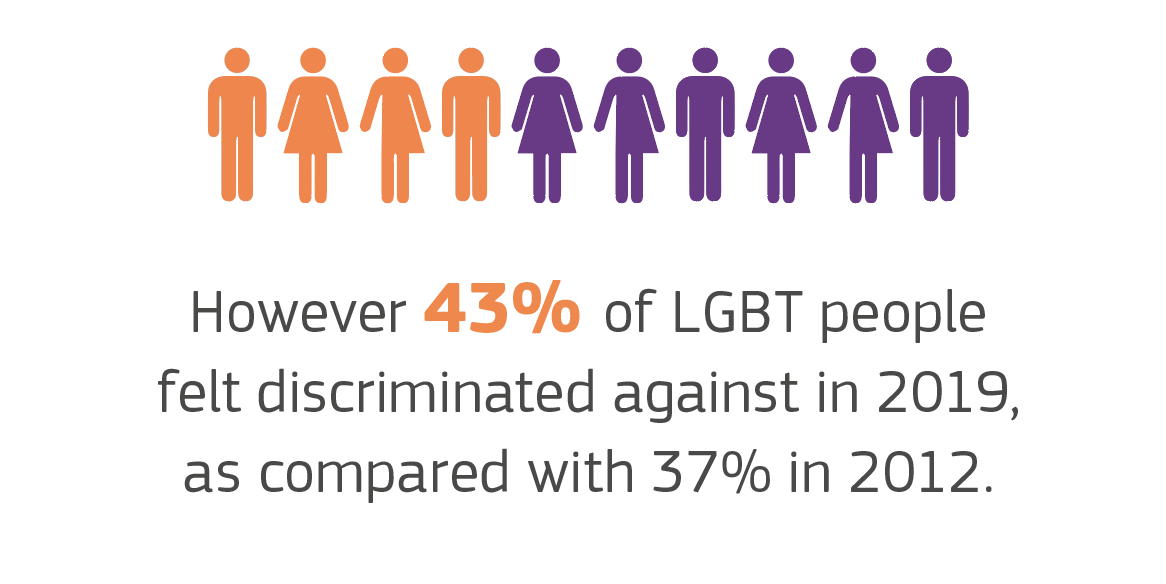 However 43% of LGBT people
felt discriminated against in 2019,
as compared with 37% in 2012.